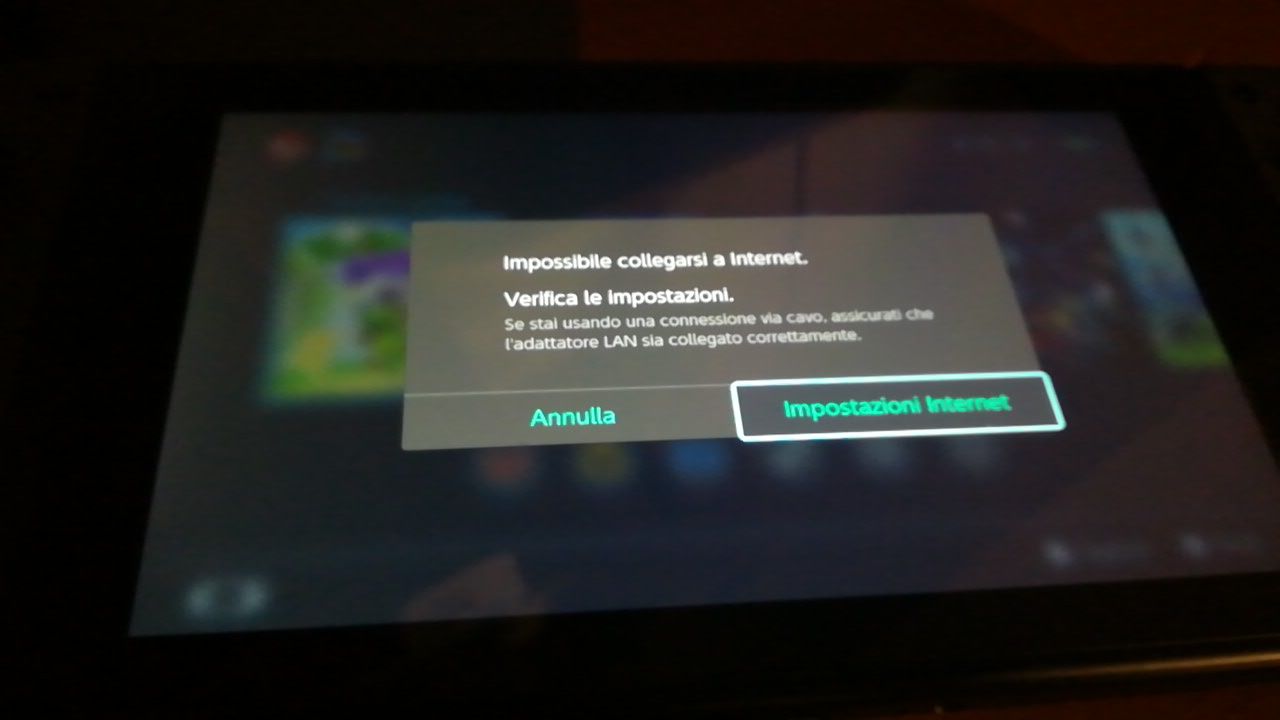 Impossibile collegarsi a Internet.
Verifica le impostazioni.
Se stai usando una connessione via cavo, assicurati che
l'adattatore LAN sia collegato correttamente.
Annulla
Impostazioni Internet